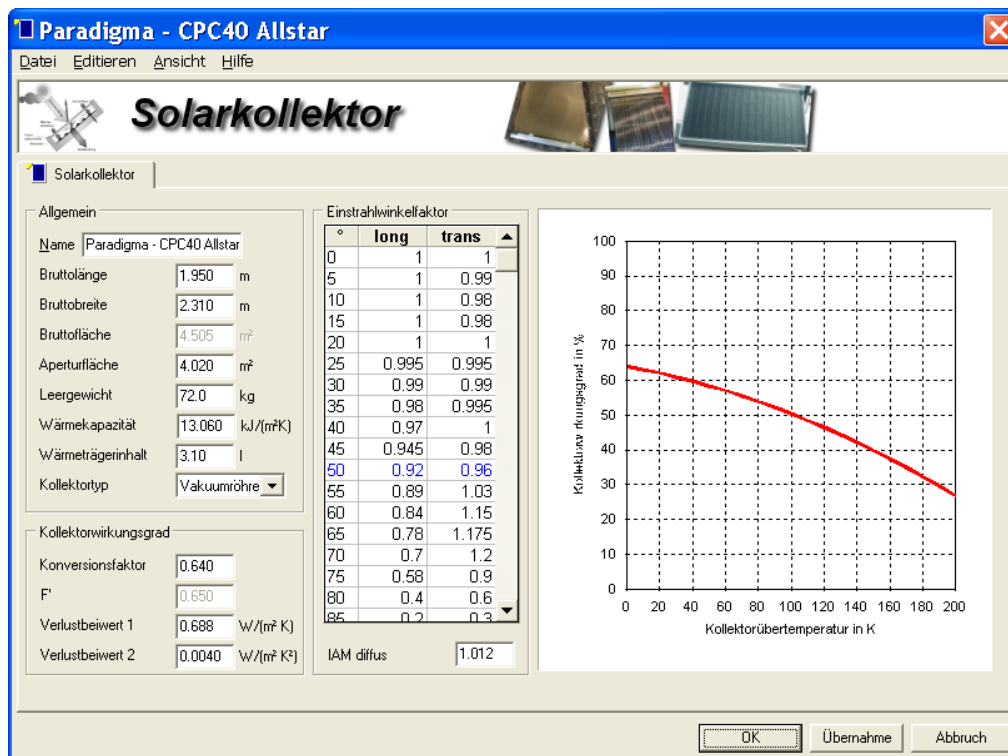 Paradigma - CPC40 Allstar
Datei Editieren Ansicht Hilfe
Solarkollektor
Solarkollektor
Allgemein
Name Paradigma - CPC40 Allstar
Bruttolänge 1.950 m
Bruttobreite 2.310 m
Bruttofläche 4.505 m²
Aperturfläche 4.020 m²
Leergewicht 72.0 kg
Wärmekapazität 13.060 kJ/(m²K)
Wärmeträgerinhalt 3.10 l
Kollektortyp Vakuumröhre
Kollektorwirkungsgrad
Konversionsfaktor 0.640
F' 0.650
Verlustbeiwert 1 0.688 W/(m² K)
Verlustbeiwert 2 0.0040 W/(m² K²)
Einstrahlwinkelfaktor
° long trans
0 1 1
5 1 0.99
10 1 0.98
15 1 0.98
20 1 1
25 0.995 0.995
30 0.99 0.99
35 0.98 0.995
40 0.97 1
45 0.945 0.98
50 0.92 0.96
55 0.89 1.03
60 0.84 1.15
65 0.78 1.175
70 0.7 1.2
75 0.58 0.9
80 0.4 0.6
85 0.2 0.3
IAM diffus 1.012
Kollektorwirkungsgrad in %
100
90
80
70
60
50
40
30
20
10
0
0 20 40 60 80 100 120 140 160 180 200
Kollektorübertemperatur in K
OK Übernahme Abbruch